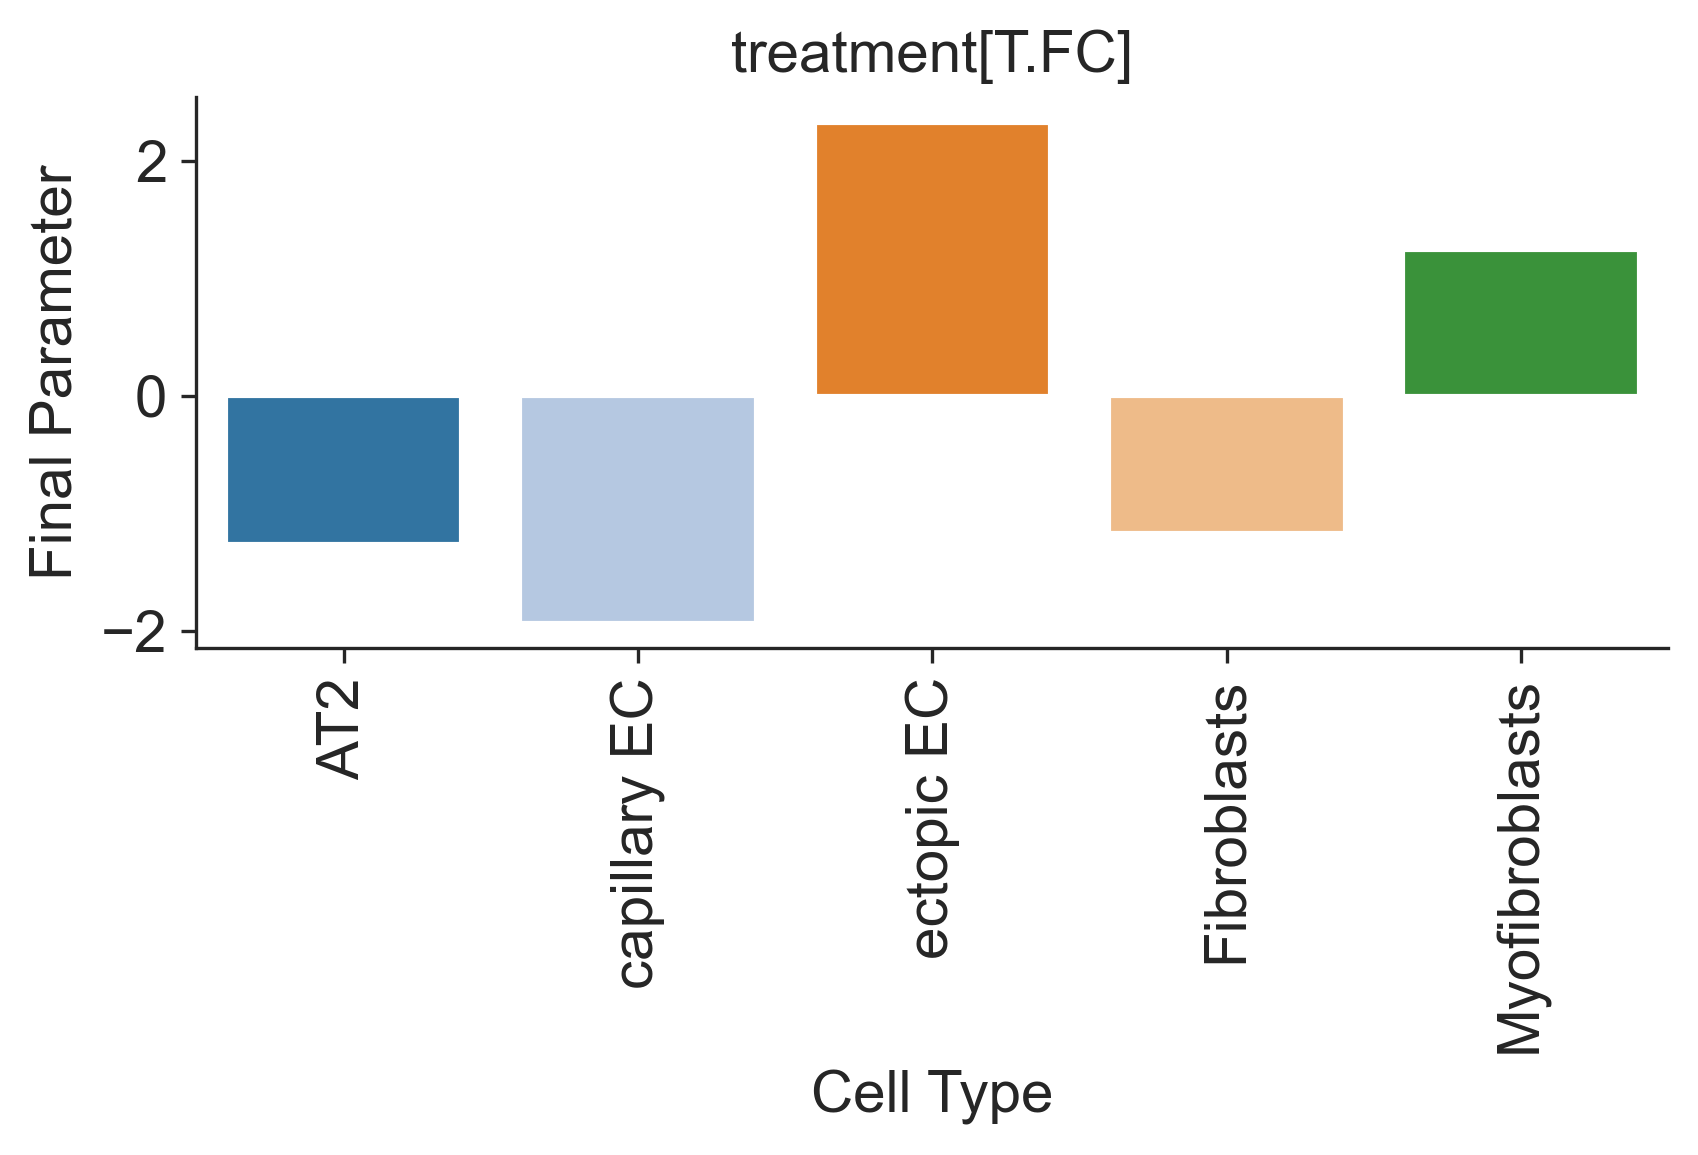 treatment[T.FC]
Final Parameter
2
0
−2
AT2
capillary EC
ectopic EC
Fibroblasts
Myofibroblasts
Cell Type